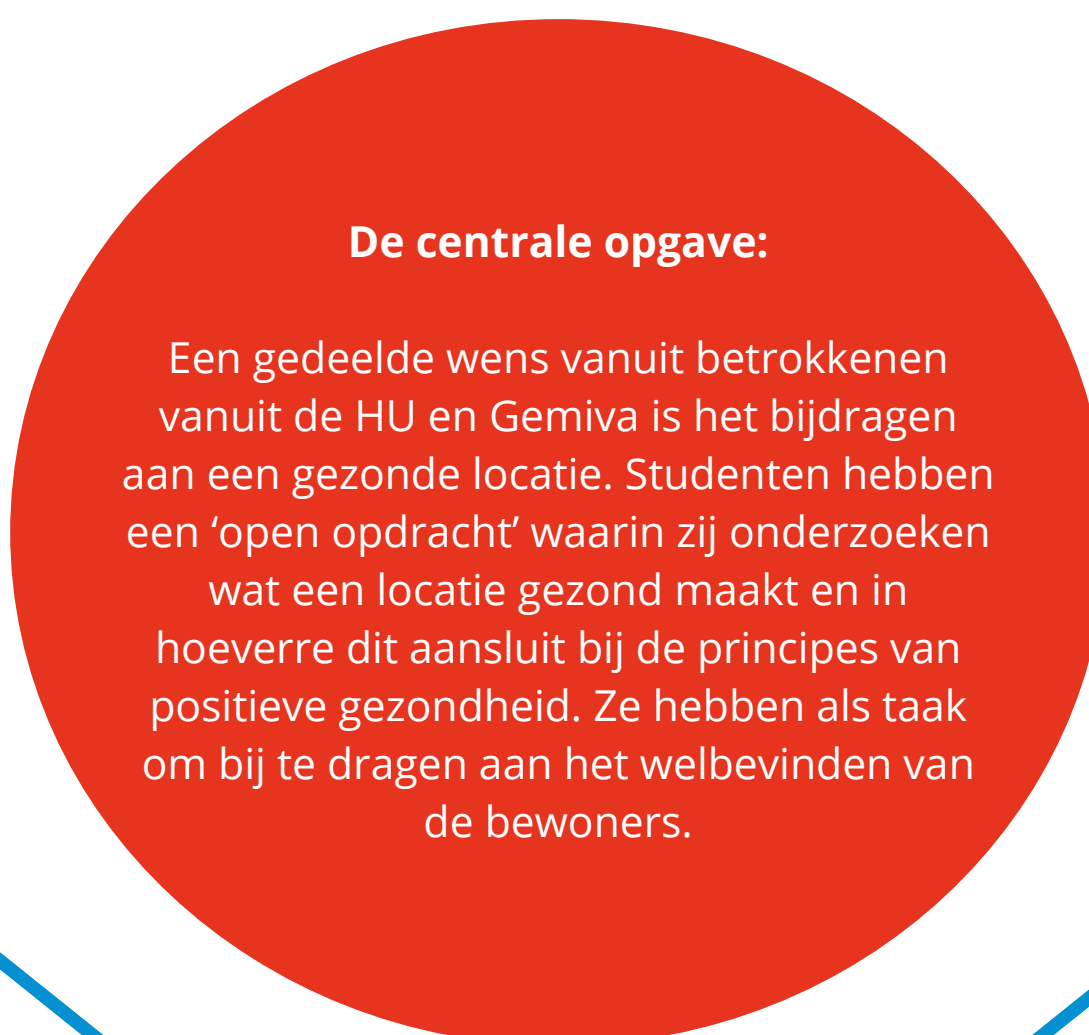 De centrale opgave:
Een gedeelde wens vanuit betrokkenen
vanuit de HU en Gemiva is het bijdragen
aan een gezonde locatie. Studenten hebben
een ‘open opdracht’ waarin zij onderzoeken
wat een locatie gezond maakt en in
hoeverre dit aansluit bij de principes van
positieve gezondheid. Ze hebben als taak
om bij te dragen aan het welbevinden van
de bewoners.